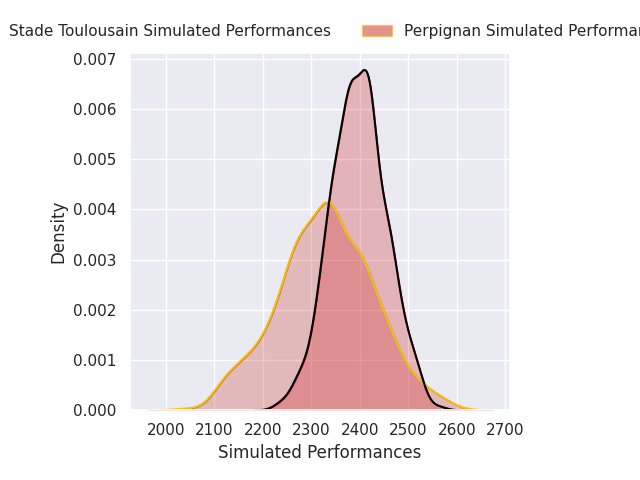 Stade Toulousain Simulated Performances
Perpignan Simulated
0.007
0.006
0.005
0.004
0.003
0.002
0.001
0.000
Density
2000 2100 2200 2300 2400 2500 2600 2700
Simulated Performances